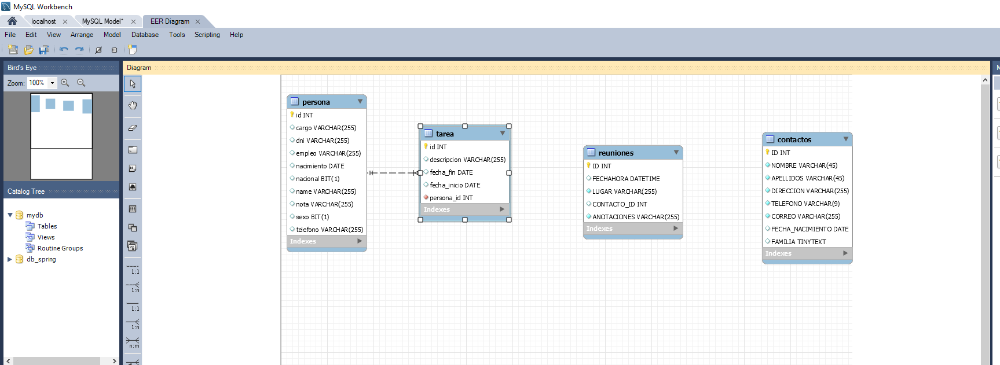 MySQL Workbench
localhost
MySQL Model*
EER Diagram
File Edit View Arrange Model Database Tools Scripting Help
Bird's Eye
Zoom: 100%
Catalog Tree
mydb
Tables
Views
Routine Groups
db_spring
Diagram
1:1
1:n
1:1
1:n
n:m
persona
id INT
cargo VARCHAR(255)
dni VARCHAR(255)
empleo VARCHAR(255)
nacimiento DATE
nacional BIT(1)
name VARCHAR(255)
nota VARCHAR(255)
sexo BIT(1)
telefono VARCHAR(255)
Indexes
tarea
id INT
descripcion VARCHAR(255)
fecha_fin DATE
fecha_inicio DATE
persona_id INT
Indexes
reuniones
ID INT
FECHAHORA DATETIME
LUGAR VARCHAR(255)
CONTACTO_ID INT
ANOTACIONES VARCHAR(255)
Indexes
contactos
ID INT
NOMBRE VARCHAR(45)
APELLIDOS VARCHAR(45)
DIRECCION VARCHAR(255)
TELEFONO VARCHAR(9)
CORREO VARCHAR(255)
FECHA_NACIMIENTO DATE
FAMILIA TINYTEXT
Indexes